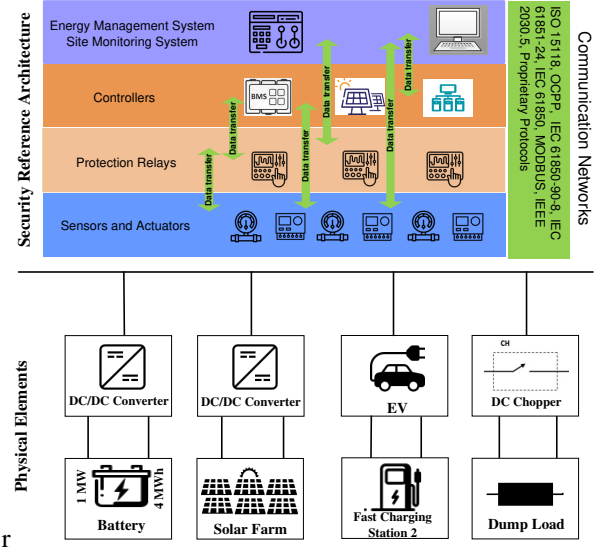 Security Reference Architecture
Energy Management System
Site Monitoring System
Controllers
BMS
Protection Relays
Sensors and Actuators
Data transfer
Data transfer
Data transfer
Data transfer
Data transfer
Data transfer
ISO 15118, OCPP, IEC 61850-90-8, IEC
61851-24, IEC 61850, MODBUS, IEEE
2030.5, Proprietary Protocols
Communication Networks
Physical Elements
DC/DC Converter
DC/DC Converter
EV
CH
DC Chopper
1 MW
4 MWh
Battery
Solar Farm
Fast Charging
Station 2
Dump Load
r